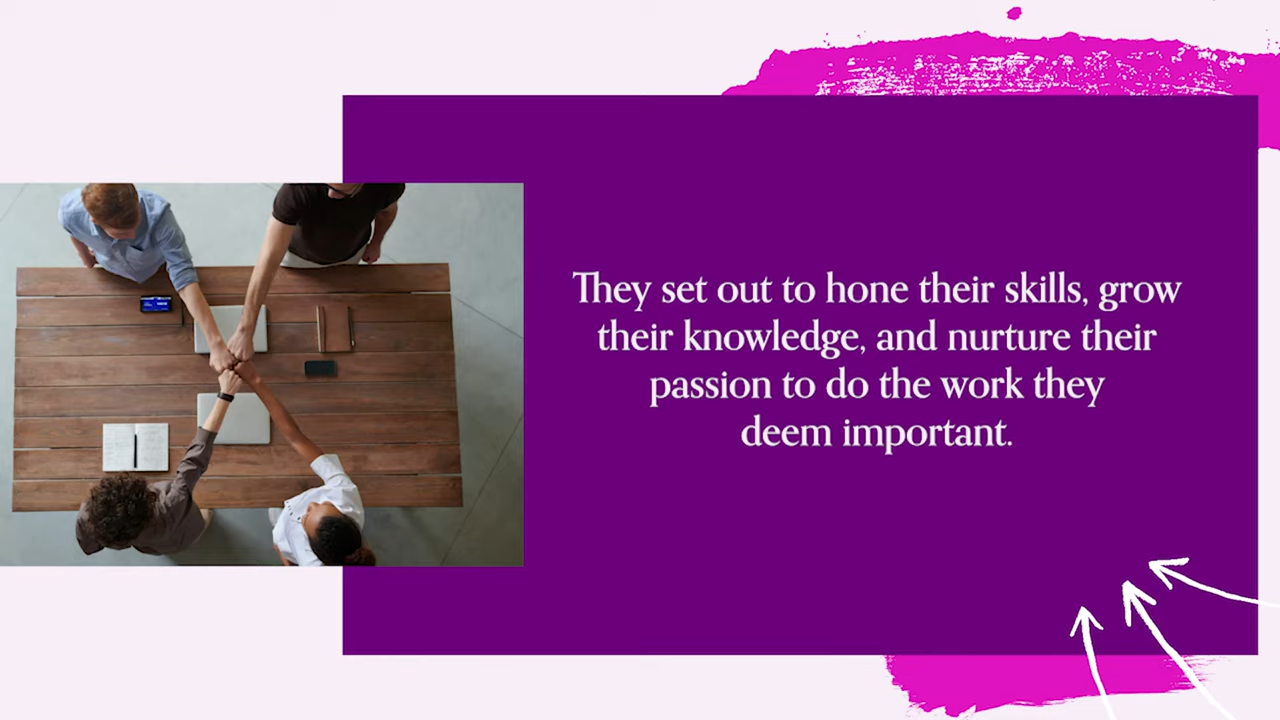 They set out to hone their skills, grow
their knowledge, and nurture their
passion to do the work they
deem important.